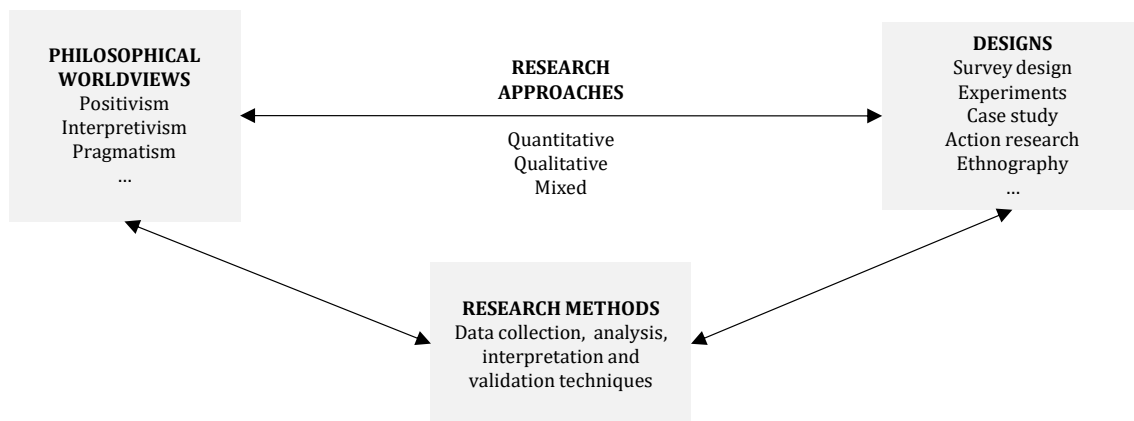 PHILOSOPHICAL
WORLDVIEWS
Positivism
Interpretivism
Pragmatism
…
RESEARCH
APPROACHES
Quantitative
Qualitative
Mixed
DESIGNS
Survey design
Experiments
Case study
Action research
Ethnography
…
RESEARCH METHODS
Data collection, analysis,
interpretation and
validation techniques